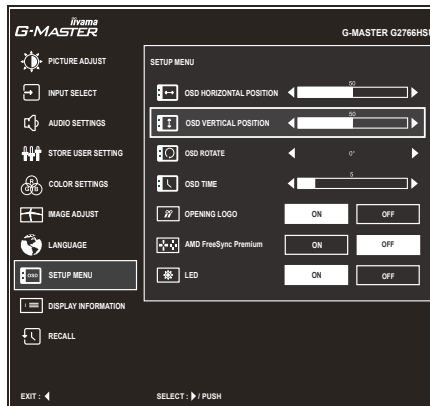 iiyama
G-MASTER
G-MASTER G2766HSU
PICTURE ADJUST
INPUT SELECT
AUDIO SETTINGS
STORE USER SETTING
COLOR SETTINGS
R
G B
IMAGE ADJUST
LANGUAGE
OSD SETUP MENU
i DISPLAY INFORMATION
RECALL
SETUP MENU
OSD HORIZONTAL POSITION 50
OSD VERTICAL POSITION 50
OSD ROTATE 0°
OSD TIME 5
OPENING LOGO ON OFF
AMD FreeSync Premium ON OFF
LED ON OFF
EXIT : ◀ SELECT : ▶ / PUSH